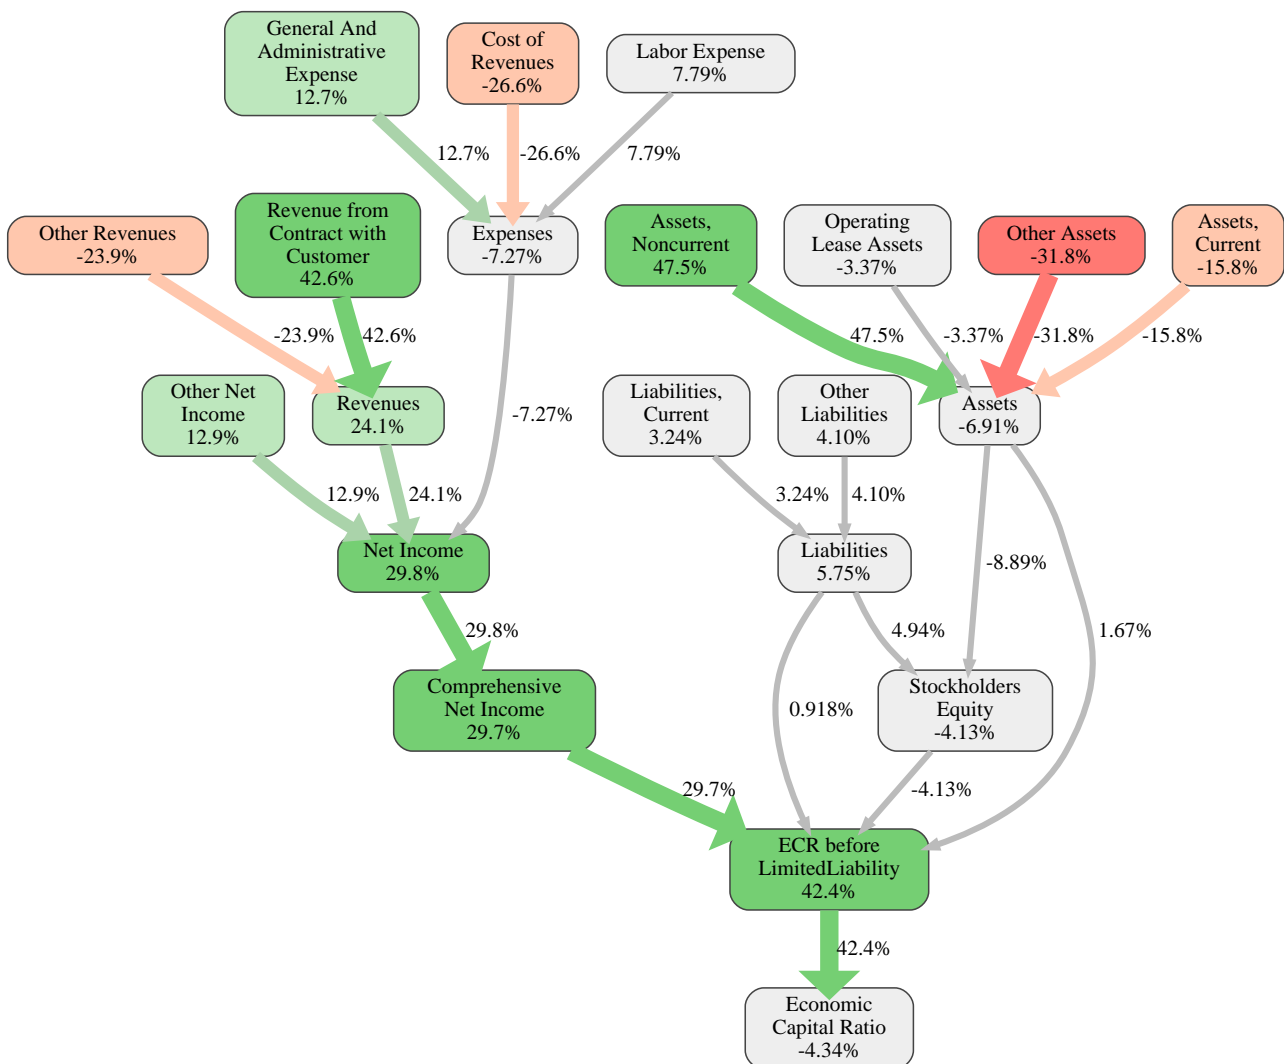 General And
Administrative
Expense
12.7%
Cost of
Revenues
-26.6%
Labor Expense
7.79%
12.7%
-26.6%
7.79%
Other Revenues
-23.9%
Revenue from
Contract with
Customer
42.6%
Expenses
-7.27%
Assets,
Noncurrent
47.5%
Operating
Lease Assets
-3.37%
Other Assets
-31.8%
Assets,
Current
-15.8%
-23.9%
42.6%
47.5%
-3.37%
-31.8%
-15.8%
Other Net
Income
12.9%
Revenues
24.1%
-7.27%
Liabilities,
Current
3.24%
Other
Liabilities
4.10%
Assets
-6.91%
12.9%
24.1%
3.24%
4.10%
Net Income
29.8%
Liabilities
5.75%
-8.89%
29.8%
4.94%
1.67%
Comprehensive
Net Income
29.7%
0.918%
Stockholders
Equity
-4.13%
29.7%
-4.13%
ECR before
LimitedLiability
42.4%
42.4%
Economic
Capital Ratio
-4.34%